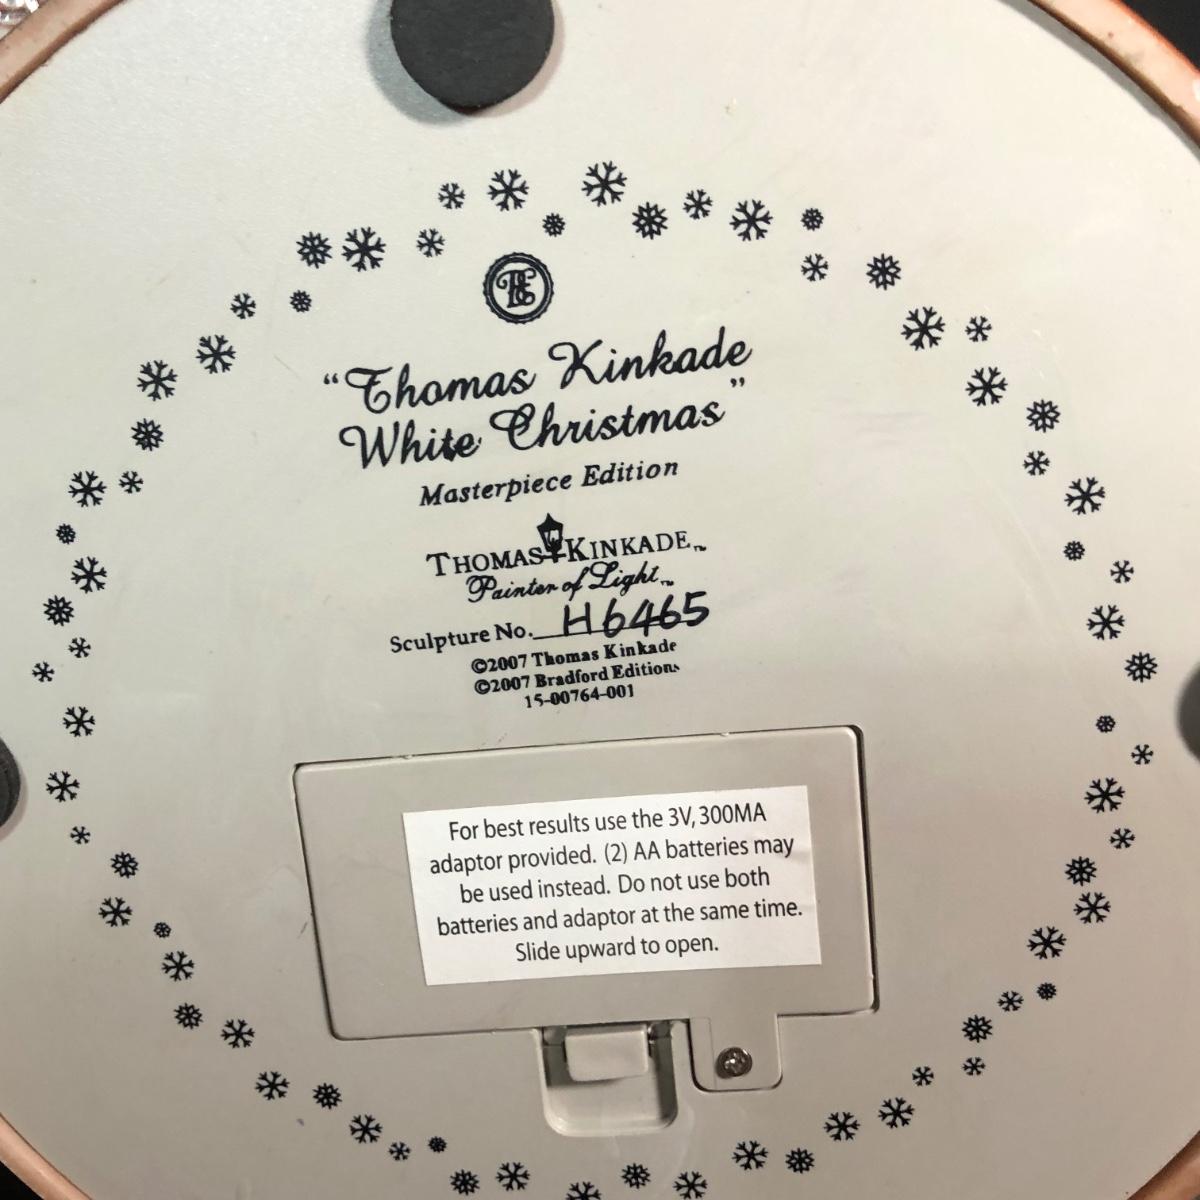 BE
“Thomas Kinkade
White Christmas”
Masterpiece Edition
THOMAS KINKADE™
Painter of Light™
Sculpture No. H6465
©2007 Thomas Kinkade
©2007 Bradford Editions
15-00764-001
For best results use the 3V, 300MA
adaptor provided. (2) AA batteries may
be used instead. Do not use both
batteries and adaptor at the same time.
Slide upward to open.